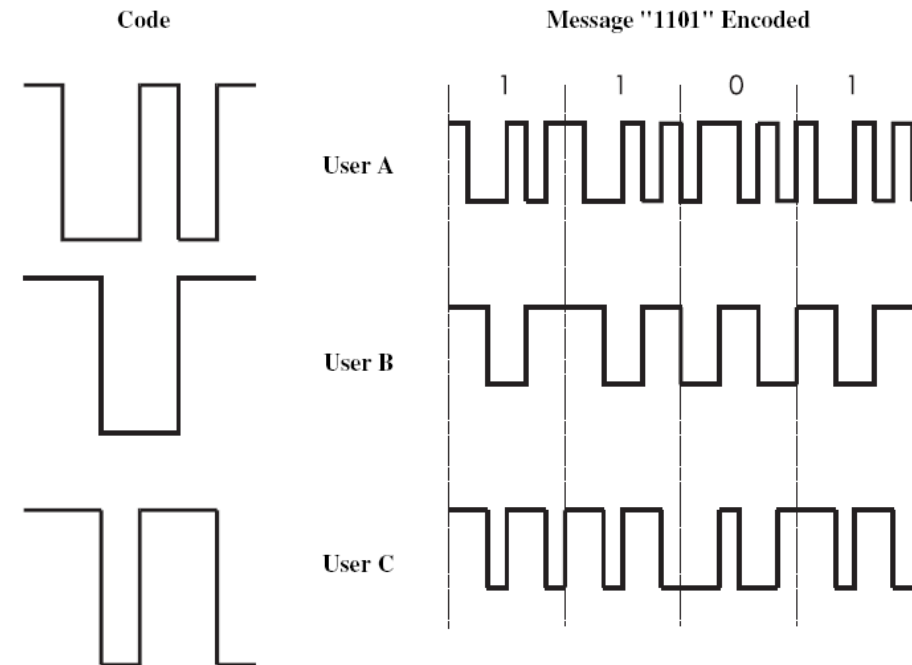 Code
Message "1101" Encoded
1 1 0 1
User A
User B
User C